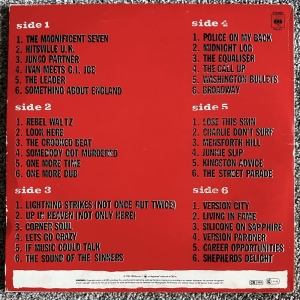 side 1
1. THE MAGNIFICENT SEVEN
2. HITSVILLE U.K.
3. JUNCO PARTNER
4. IVAN MEETS G.I. JOE
5. THE LEADER
6. SOMETHING ABOUT ENGLAND
side 2
1. REBEL WALTZ
2. LOOK HERE
3. THE CROOKED BEAT
4. SOMEBODY GOT MURDERED
5. ONE MORE TIME
6. ONE MORE DUB
side 3
1. LIGHTNING STRIKES (NOT ONCE BUT TWICE)
2. UP IN HEAVEN (NOT ONLY HERE)
3. CORNER SOUL
4. LETS GO CRAZY
5. IF MUSIC COULD TALK
6. THE SOUND OF THE SINNERS
side 4
1. POLICE ON MY BACK
2. MIDNIGHT LOG
3. THE EQUALISER
4. THE CALL UP
5. WASHINGTON BULLETS
6. BROADWAY
side 5
1. LOSE THIS SKIN
2. CHARLIE DON'T SURF
3. MENSFORTH HILL
4. JUNKIE SLIP
5. KINGSTON ADVICE
6. THE STREET PARADE
side 6
1. VERSION CITY
2. LIVING IN FAME
3. SILICONE ON SAPPHIRE
4. VERSION PARDNER
5. CAREER OPPORTUNITIES
6. SHEPHERDS DELIGHT
CBS